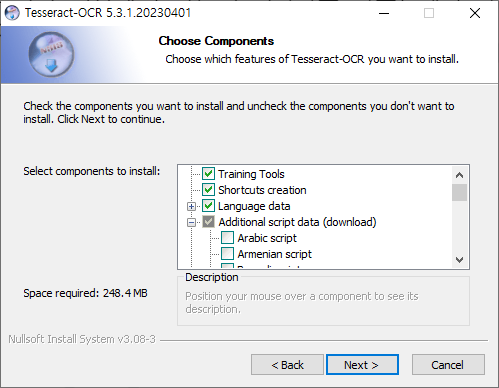 Tesseract-OCR 5.3.1.20230401
Choose Components
Choose which features of Tesseract-OCR you want to install.
Check the components you want to install and uncheck the components you don't want to
install. Click Next to continue.
Select components to install:
Training Tools
Shortcuts creation
Language data
Additional script data (download)
Arabic script
Armenian script
Space required: 248.4 MB
Description
Position your mouse over a component to see its
description.
Nullsoft Install System v3.08-3
< Back
Next >
Cancel